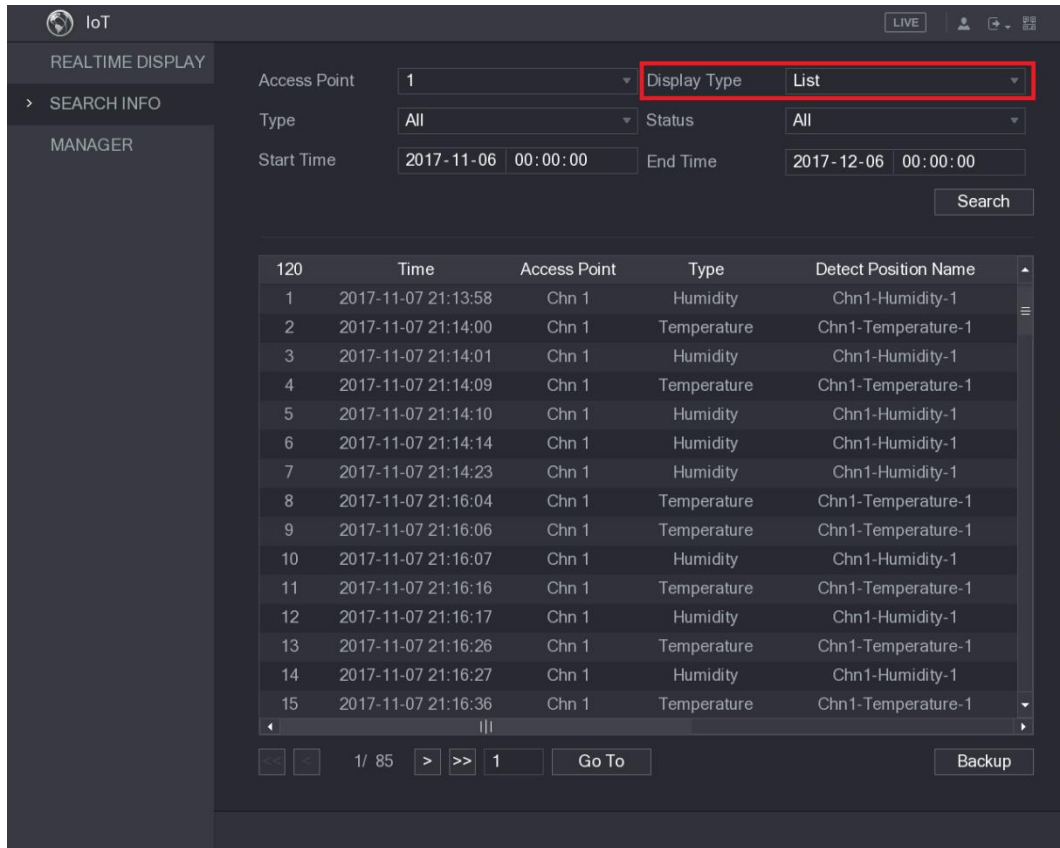 IoT LIVE
REALTIME DISPLAY
SEARCH INFO
MANAGER
Access Point 1 Display Type List
Type All Status All
Start Time 2017-11-06 00:00:00 End Time 2017-12-06 00:00:00
Search
120 Time Access Point Type Detect Position Name
1 2017-11-07 21:13:58 Chn 1 Humidity Chn1-Humidity-1
2 2017-11-07 21:14:00 Chn 1 Temperature Chn1-Temperature-1
3 2017-11-07 21:14:01 Chn 1 Humidity Chn1-Humidity-1
4 2017-11-07 21:14:09 Chn 1 Temperature Chn1-Temperature-1
5 2017-11-07 21:14:10 Chn 1 Humidity Chn1-Humidity-1
6 2017-11-07 21:14:14 Chn 1 Humidity Chn1-Humidity-1
7 2017-11-07 21:14:23 Chn 1 Humidity Chn1-Humidity-1
8 2017-11-07 21:16:04 Chn 1 Temperature Chn1-Temperature-1
9 2017-11-07 21:16:06 Chn 1 Temperature Chn1-Temperature-1
10 2017-11-07 21:16:07 Chn 1 Humidity Chn1-Humidity-1
11 2017-11-07 21:16:16 Chn 1 Temperature Chn1-Temperature-1
12 2017-11-07 21:16:17 Chn 1 Humidity Chn1-Humidity-1
13 2017-11-07 21:16:26 Chn 1 Temperature Chn1-Temperature-1
14 2017-11-07 21:16:27 Chn 1 Humidity Chn1-Humidity-1
15 2017-11-07 21:16:36 Chn 1 Temperature Chn1-Temperature-1
<< < 1/ 85 > >> 1 Go To Backup